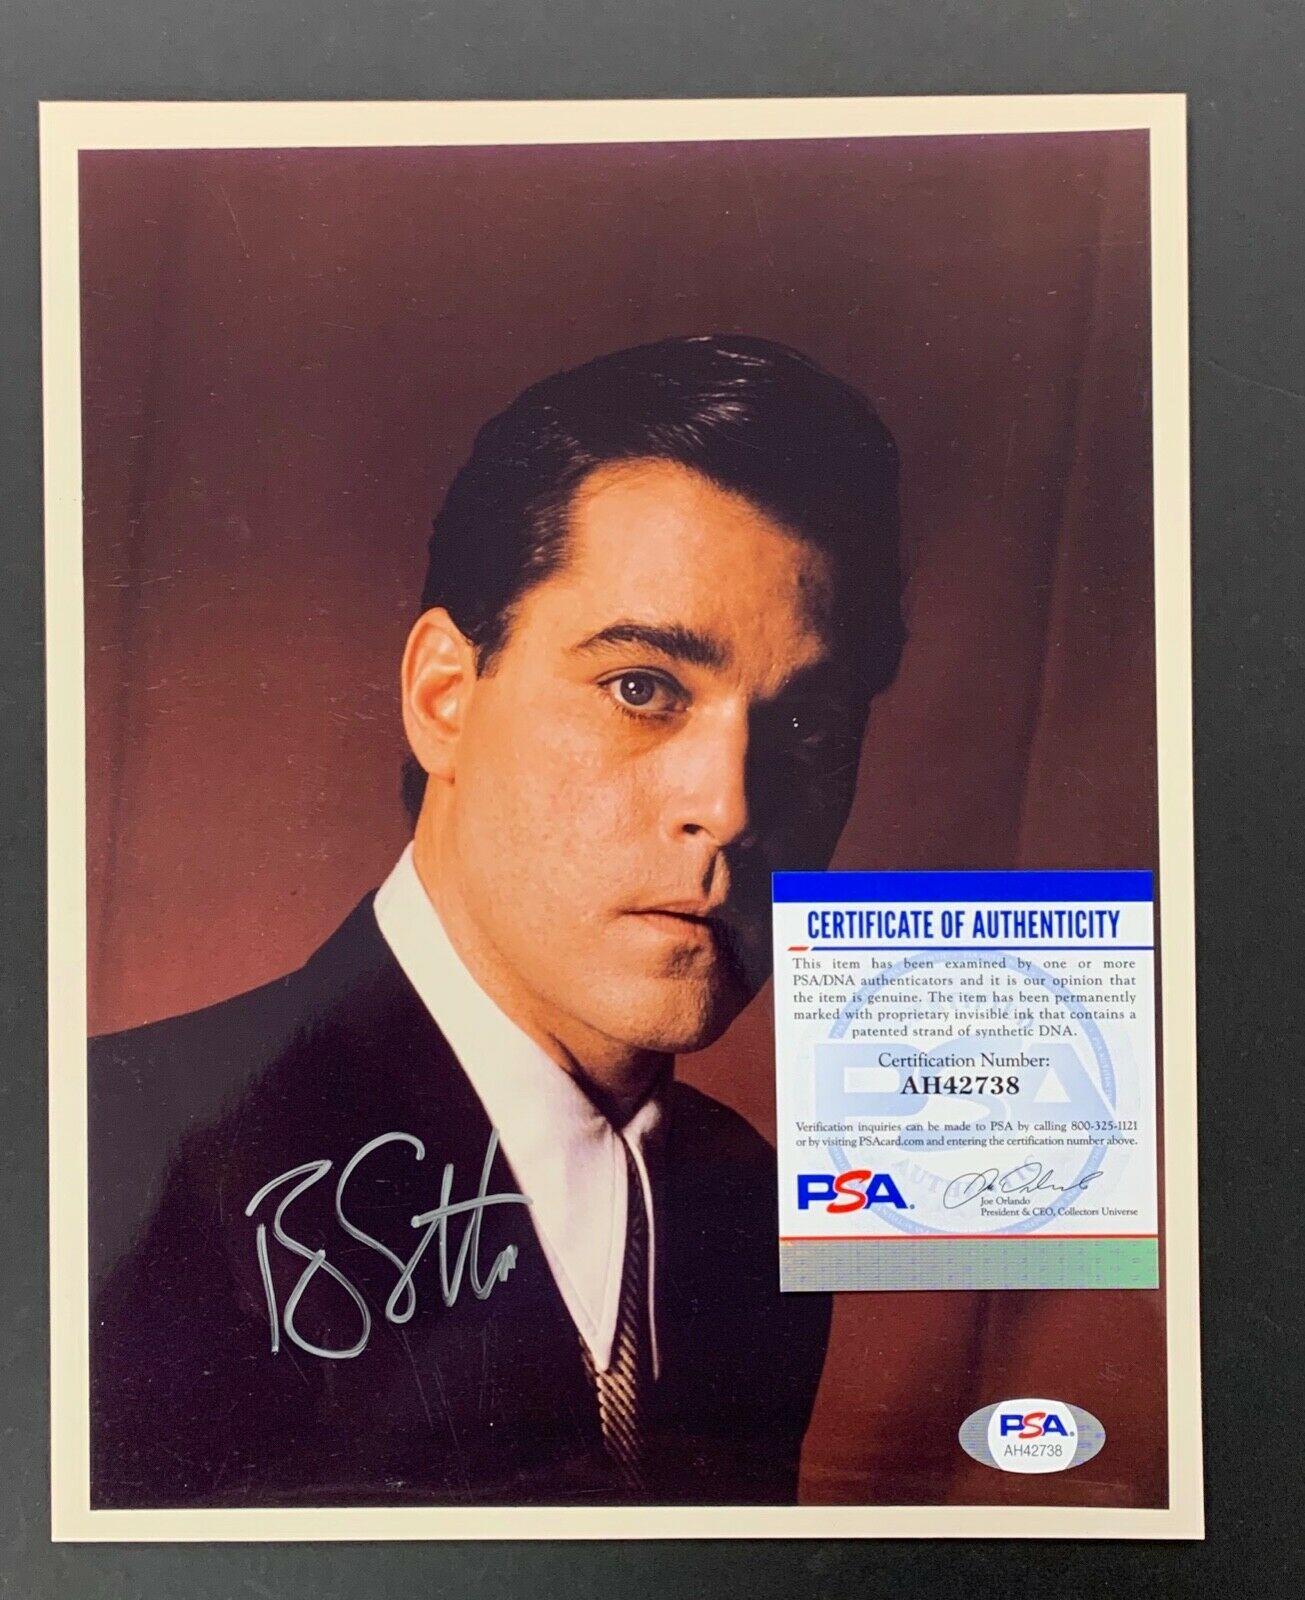 CERTIFICATE OF AUTHENTICITY
This item has been examined by one or more
PSA/DNA authenticators and it is our opinion that
the item is genuine. The item has been permanently
marked with proprietary invisible ink that contains a
patented strand of synthetic DNA.
Certification Number:
AH42738
Verification inquiries can be made to PSA by calling 800-325-1121
or by visiting PSAcard.com and entering the certification number above.
PSA.
Joe Orlando
President & CEO, Collectors Universe
PSA.
AH42738